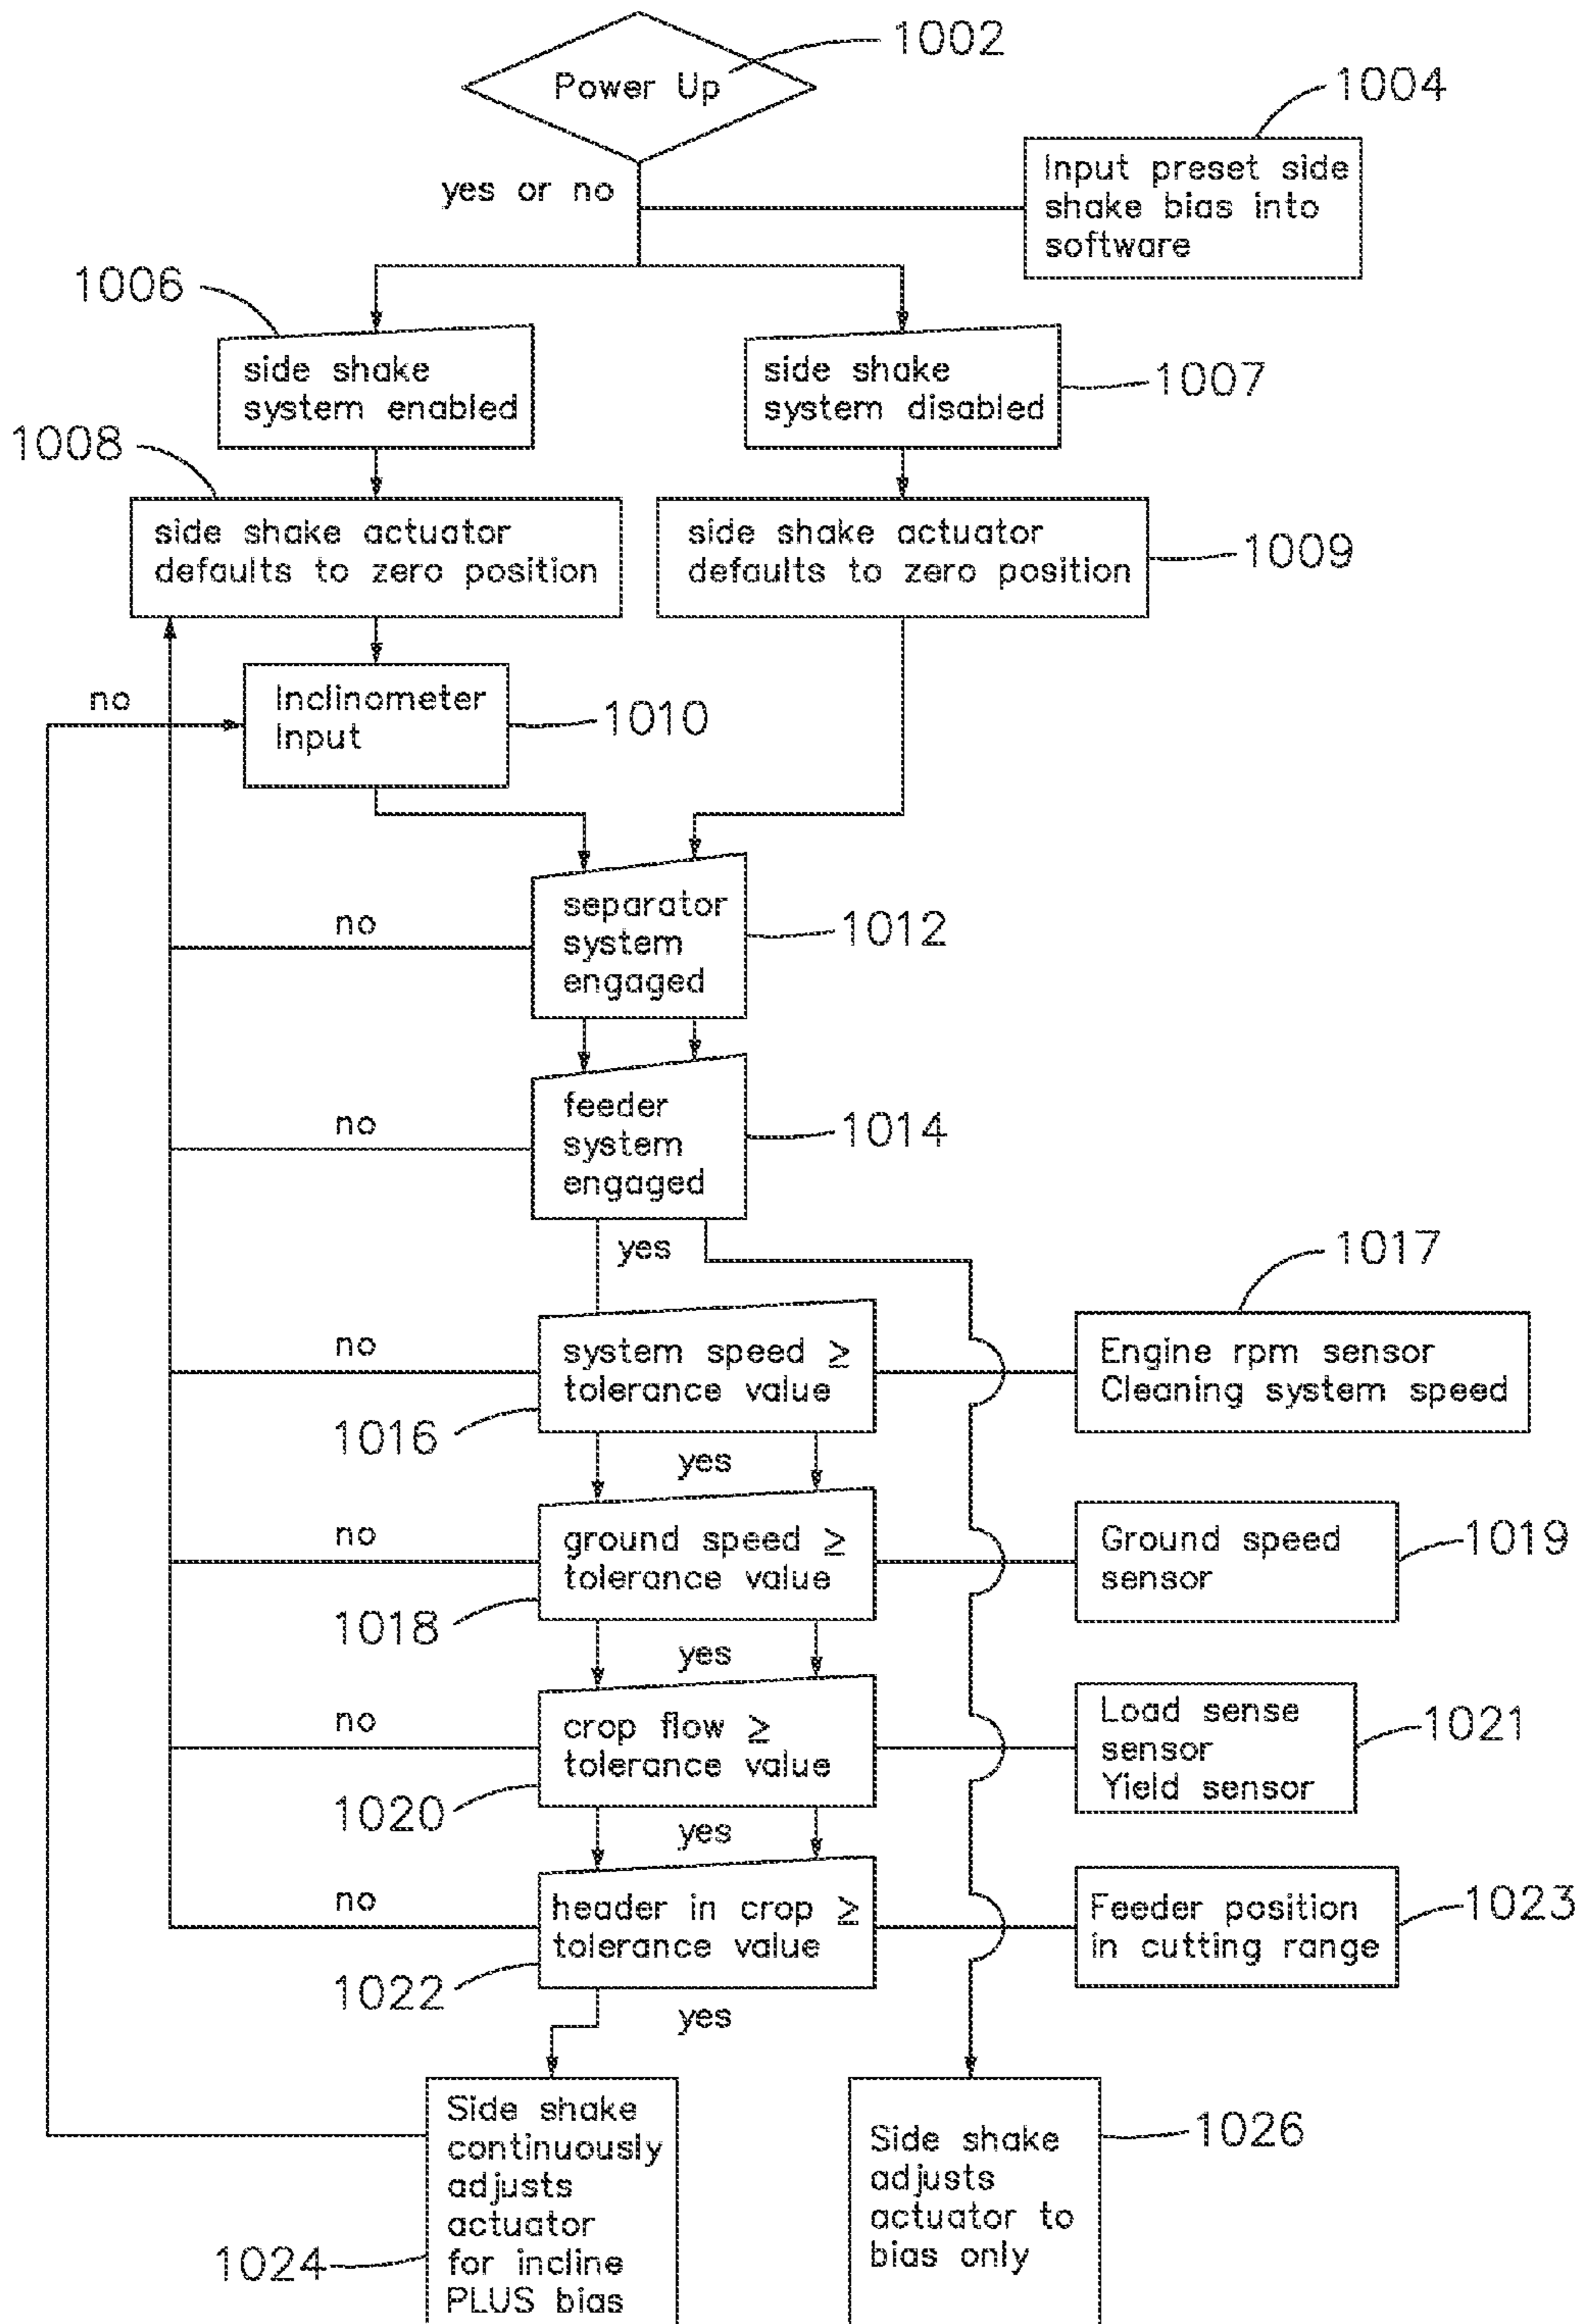 1002
Power Up
1004
Input preset side
shake bias into
software
yes or no
1006
side shake
system enabled
side shake
system disabled
1007
1008
side shake actuator
defaults to zero position
side shake actuator
defaults to zero position
1009
no
Inclinometer
Input
1010
no
separator
system
engaged
1012
no
feeder
system
engaged
1014
yes
1017
no
system speed ≥
tolerance value
Engine rpm sensor
Cleaning system speed
1016
yes
no
ground speed ≥
tolerance value
Ground speed
sensor
1019
1018
yes
no
crop flow ≥
tolerance value
Load sense
sensor
Yield sensor
1021
1020
yes
no
header in crop ≥
tolerance value
Feeder position
in cutting range
1023
1022
yes
Side shake
continuously
adjusts
actuator
for incline
PLUS bias
1024
Side shake
adjusts
actuator to
bias only
1026